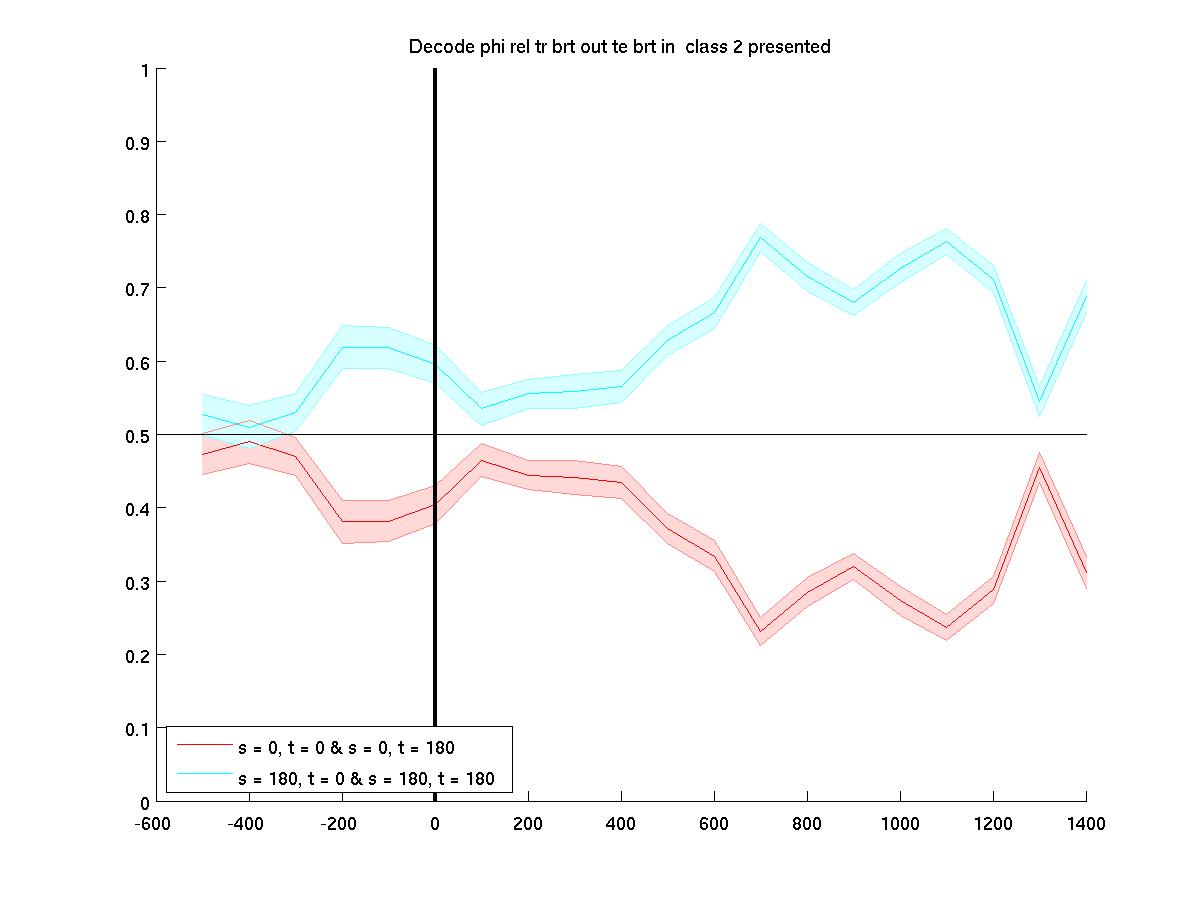 Decode phi rel tr brt out te brt in  class 2 presented
1
0.9
0.8
0.7
0.6
0.5
0.4
0.3
0.2
0.1
0
s = 0, t = 0 & s = 0, t = 180
s = 180, t = 0 & s = 180, t = 180
-600 -400 -200 0 200 400 600 800 1000 1200 1400